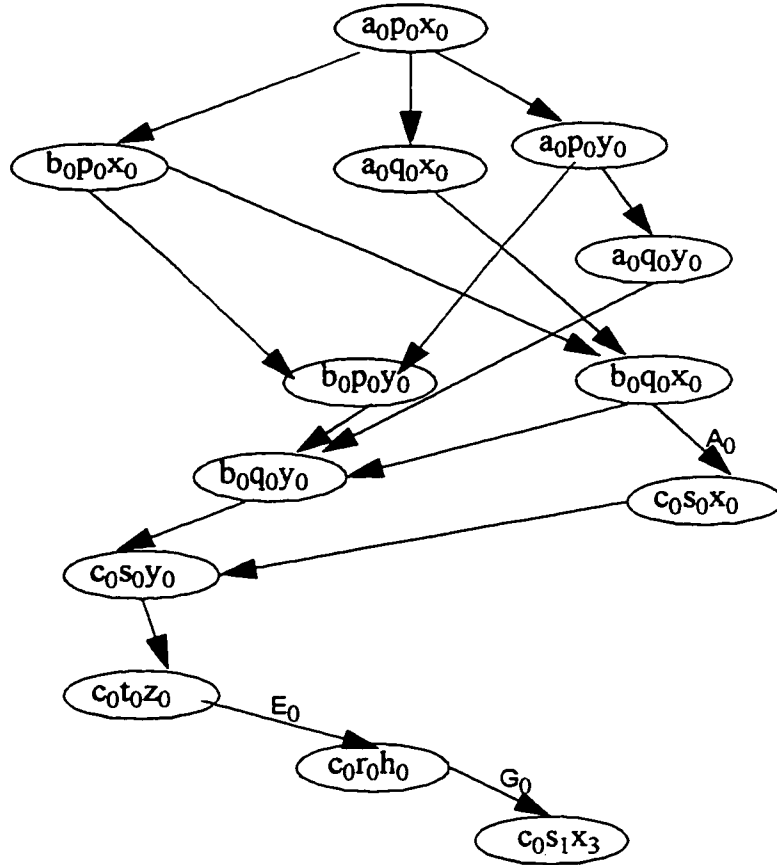 a₀p₀x₀
b₀p₀x₀
a₀q₀x₀
a₀p₀y₀
a₀q₀y₀
b₀p₀y₀
b₀q₀x₀
A₀
b₀q₀y₀
c₀s₀x₀
c₀s₀y₀
c₀t₀z₀
E₀
c₀r₀h₀
G₀
c₀s₁x₃